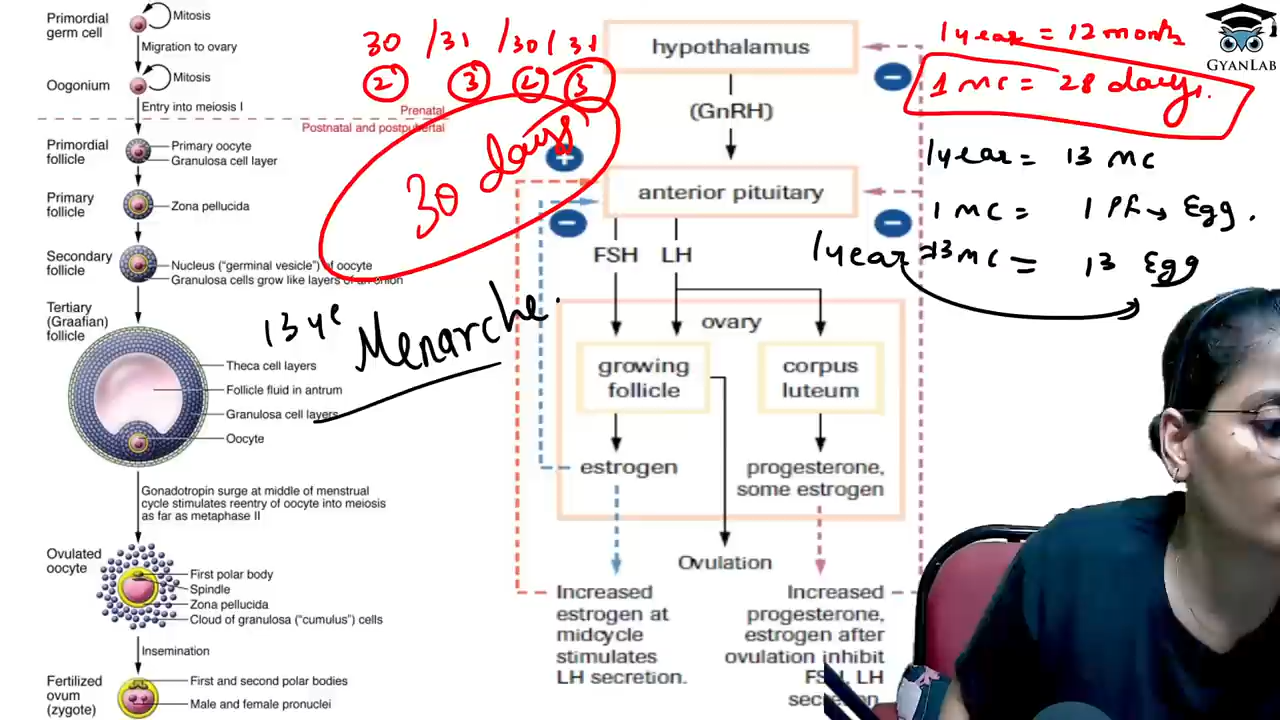 Primordial
germ cell
Mitosis
Migration to ovary
Oogonium
Mitosis
Entry into meiosis I
Prenatal
Postnatal and postpubertal
Primordial
follicle
Primary oocyte
Granulosa cell layer
Primary
follicle
Zona pellucida
Secondary
follicle
Nucleus ("germinal vesicle") of oocyte
Granulosa cells grow like layers of an onion
Tertiary
(Graafian)
follicle
Theca cell layers
Follicle fluid in antrum
Granulosa cell layers
Oocyte
Gonadotropin surge at middle of menstrual
cycle stimulates reentry of oocyte into meiosis
as far as metaphase II
Ovulated
oocyte
First polar body
Spindle
Zona pellucida
Cloud of granulosa ("cumulus") cells
Insemination
Fertilized
ovum
(zygote)
First and second polar bodies
Male and female pronuclei
30 /31 /30/ 31
2 3 2 3
30 days
13 ye
Menarche.
hypothalamus
(GnRH)
anterior pituitary
FSH LH
ovary
growing
follicle
corpus
luteum
estrogen
progesterone,
some estrogen
Ovulation
Increased
estrogen at
midcycle
stimulates
LH secretion.
Increased
progesterone,
estrogen after
ovulation inhibit
FSH, LH
secretion
1 year = 12 month
1 MC = 28 days.
1 year = 13 MC
1 MC = 1 PF → Egg.
1 year 13 MC = 13 Egg
GYANLAB